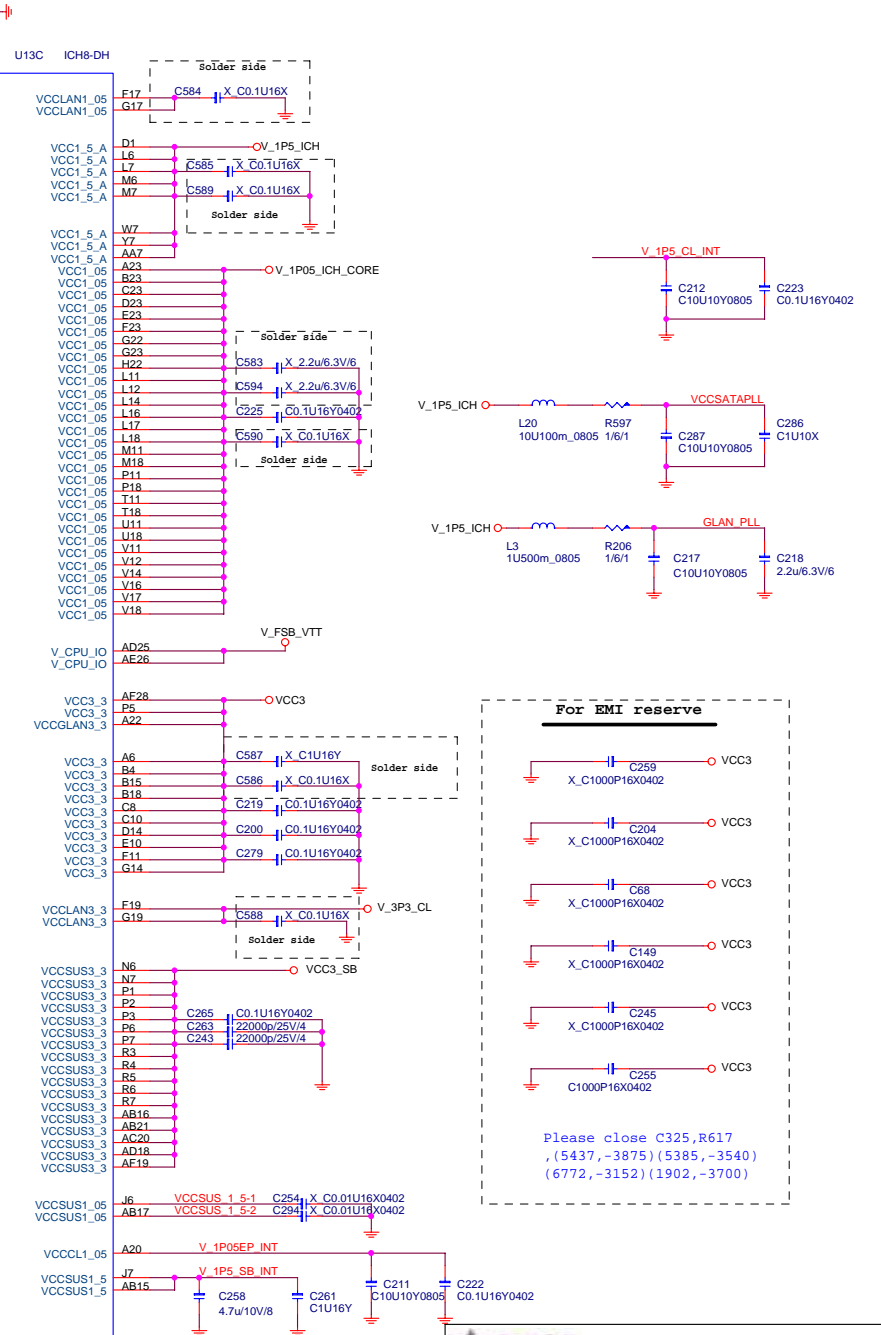 U13C ICH8-DH
Solder side
VCCLAN1_05 F17 C584 X_C0.1U16X
VCCLAN1_05 G17
VCC1_5_A D1 V_1P5_ICH
VCC1_5_A L6
VCC1_5_A L7 C585 X_C0.1U16X
VCC1_5_A M6
VCC1_5_A M7 C589 X_C0.1U16X
Solder side
VCC1_5_A W7
VCC1_5_A Y7
VCC1_5_A AA7
VCC1_05 A23 V_1P05_ICH_CORE
VCC1_05 B23
VCC1_05 C23
VCC1_05 D23
VCC1_05 E23
VCC1_05 F23
VCC1_05 G22
Solder side
VCC1_05 G23
VCC1_05 H22 C583 X_2.2u/6.3V/6
VCC1_05 L11
VCC1_05 L12 C594 X_2.2u/6.3V/6
VCC1_05 L14
VCC1_05 L16 C225 C0.1U16Y0402
VCC1_05 L17
VCC1_05 L18 C590 X_C0.1U16X
VCC1_05 M11
Solder side
VCC1_05 M18
VCC1_05 P11
VCC1_05 P18
VCC1_05 T11
VCC1_05 T18
VCC1_05 U11
VCC1_05 U18
VCC1_05 V11
VCC1_05 V12
VCC1_05 V14
VCC1_05 V16
VCC1_05 V17
VCC1_05 V18
V_FSB_VTT
V_CPU_IO AD25
V_CPU_IO AE26
VCC3_3 AF28 VCC3
VCC3_3 P5
VCCGLAN3_3 A22
VCC3_3 A6 C587 X_C1U16Y
Solder side
VCC3_3 B4
VCC3_3 B15 C586 X_C0.1U16X
VCC3_3 B18
VCC3_3 C8 C219 C0.1U16Y0402
VCC3_3 C10
VCC3_3 D14 C200 C0.1U16Y0402
VCC3_3 E10
VCC3_3 F11 C279 C0.1U16Y0402
VCC3_3 G14
VCCLAN3_3 F19 V_3P3_CL
VCCLAN3_3 G19 C588 X_C0.1U16X
Solder side
VCCSUS3_3 N6 VCC3_SB
VCCSUS3_3 N7
VCCSUS3_3 P1
VCCSUS3_3 P2
VCCSUS3_3 P3 C265 C0.1U16Y0402
VCCSUS3_3 P6 C263 22000p/25V/4
VCCSUS3_3 P7 C243 22000p/25V/4
VCCSUS3_3 R3
VCCSUS3_3 R4
VCCSUS3_3 R5
VCCSUS3_3 R6
VCCSUS3_3 R7
VCCSUS3_3 AB16
VCCSUS3_3 AB21
VCCSUS3_3 AC20
VCCSUS3_3 AD18
VCCSUS3_3 AF19
VCCSUS1_05 J6 VCCSUS_1_5-1 C254 X_C0.01U16X0402
VCCSUS1_05 AB17 VCCSUS_1_5-2 C294 X_C0.01U16X0402
VCCCL1_05 A20 V_1P05EP_INT
VCCSUS1_5 J7 V_1P5_SB_INT
VCCSUS1_5 AB15
C258
4.7u/10V/8
C261
C1U16Y
C211
C10U10Y0805
C222
C0.1U16Y0402
V_1P5_CL_INT
C212
C10U10Y0805
C223
C0.1U16Y0402
V_1P5_ICH
L20
10U100m_0805
R597
1/6/1
VCCSATAPLL
C287
C10U10Y0805
C286
C1U10X
V_1P5_ICH
L3
1U500m_0805
R206
1/6/1
GLAN_PLL
C217
C10U10Y0805
C218
2.2u/6.3V/6
For EMI reserve
C259 VCC3
X_C1000P16X0402
C204 VCC3
X_C1000P16X0402
C68 VCC3
X_C1000P16X0402
C149 VCC3
X_C1000P16X0402
C245 VCC3
X_C1000P16X0402
C255 VCC3
C1000P16X0402
Please close C325,R617
,(5437,-3875)(5385,-3540)
(6772,-3152)(1902,-3700)